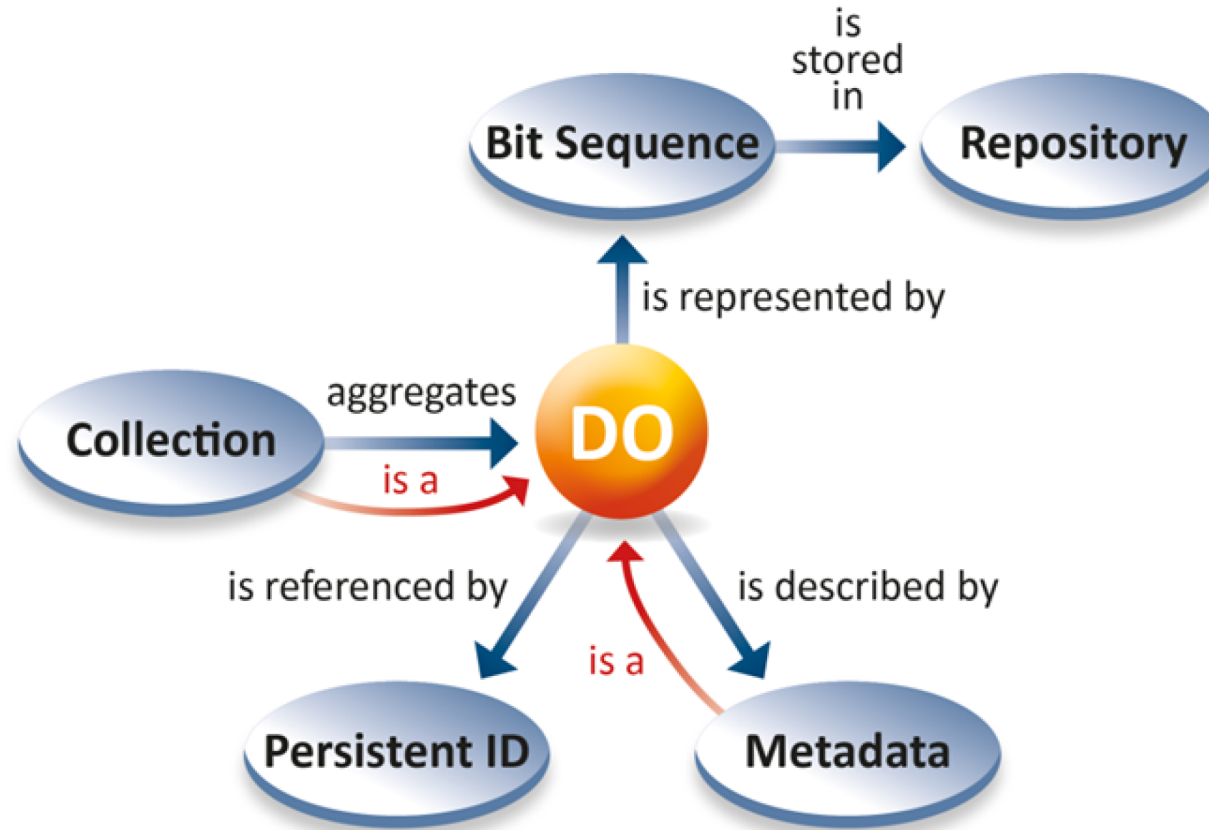 is
stored
in
Bit Sequence
Repository
is represented by
aggregates
DO
Collection
is a
is referenced by
is described by
is a
Persistent ID
Metadata